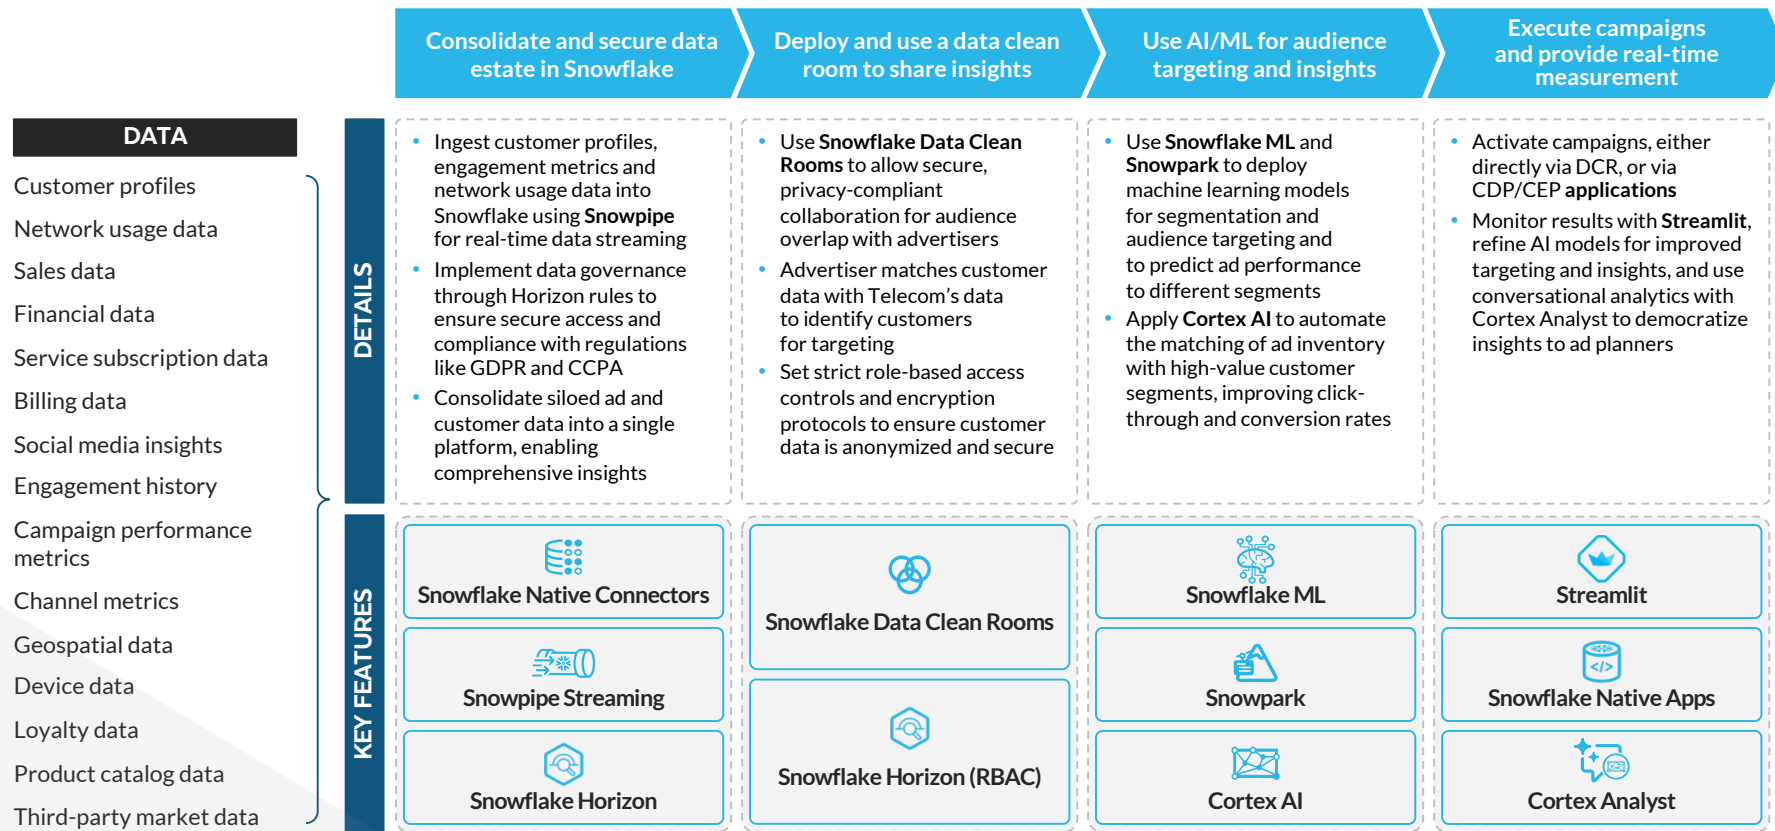 Consolidate and secure data
estate in Snowflake
Deploy and use a data clean
room to share insights
Use AI/ML for audience
targeting and insights
Execute campaigns
and provide real-time
measurement
DATA
Customer profiles
Network usage data
Sales data
Financial data
Service subscription data
Billing data
Social media insights
Engagement history
Campaign performance
metrics
Channel metrics
Geospatial data
Device data
Loyalty data
Product catalog data
Third-party market data
DETAILS
• Ingest customer profiles,
engagement metrics and
network usage data into
Snowflake using Snowpipe
for real-time data streaming
• Implement data governance
through Horizon rules to
ensure secure access and
compliance with regulations
like GDPR and CCPA
• Consolidate siloed ad and
customer data into a single
platform, enabling
comprehensive insights
• Use Snowflake Data Clean
Rooms to allow secure,
privacy-compliant
collaboration for audience
overlap with advertisers
• Advertiser matches customer
data with Telecom's data
to identify customers
for targeting
• Set strict role-based access
controls and encryption
protocols to ensure customer
data is anonymized and secure
• Use Snowflake ML and
Snowpark to deploy
machine learning models
for segmentation and
audience targeting and
to predict ad performance
to different segments
• Apply Cortex AI to automate
the matching of ad inventory
with high-value customer
segments, improving click-
through and conversion rates
• Activate campaigns, either
directly via DCR, or via
CDP/CEP applications
• Monitor results with Streamlit,
refine AI models for improved
targeting and insights, and use
conversational analytics with
Cortex Analyst to democratize
insights to ad planners
KEY FEATURES
Snowflake Native Connectors
Snowpipe Streaming
Snowflake Horizon
Snowflake Data Clean Rooms
Snowflake Horizon (RBAC)
Snowflake ML
Snowpark
Cortex AI
Streamlit
Snowflake Native Apps
Cortex Analyst